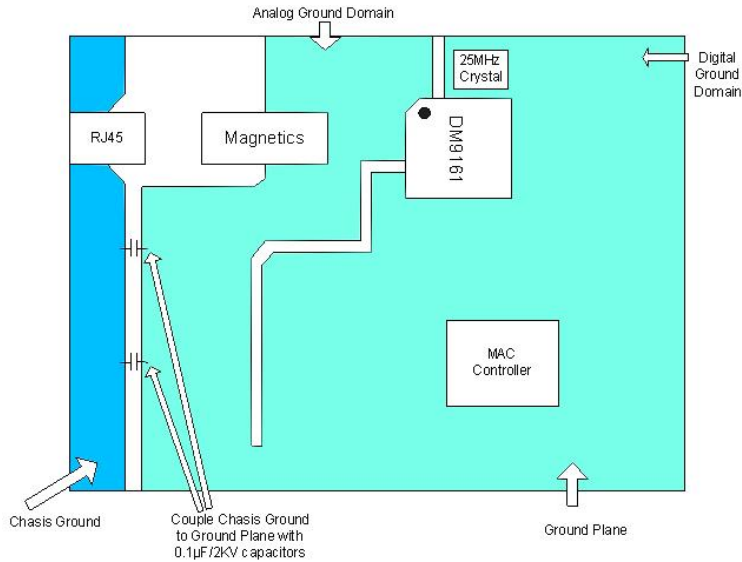 Analog Ground Domain
25MHz
Crystal
Digital
Ground
Domain
RJ45
Magnetics
DM9161
MAC
Controller
Chasis Ground
Couple Chasis Ground
to Ground Plane with
0.1µF/2KV capacitors
Ground Plane